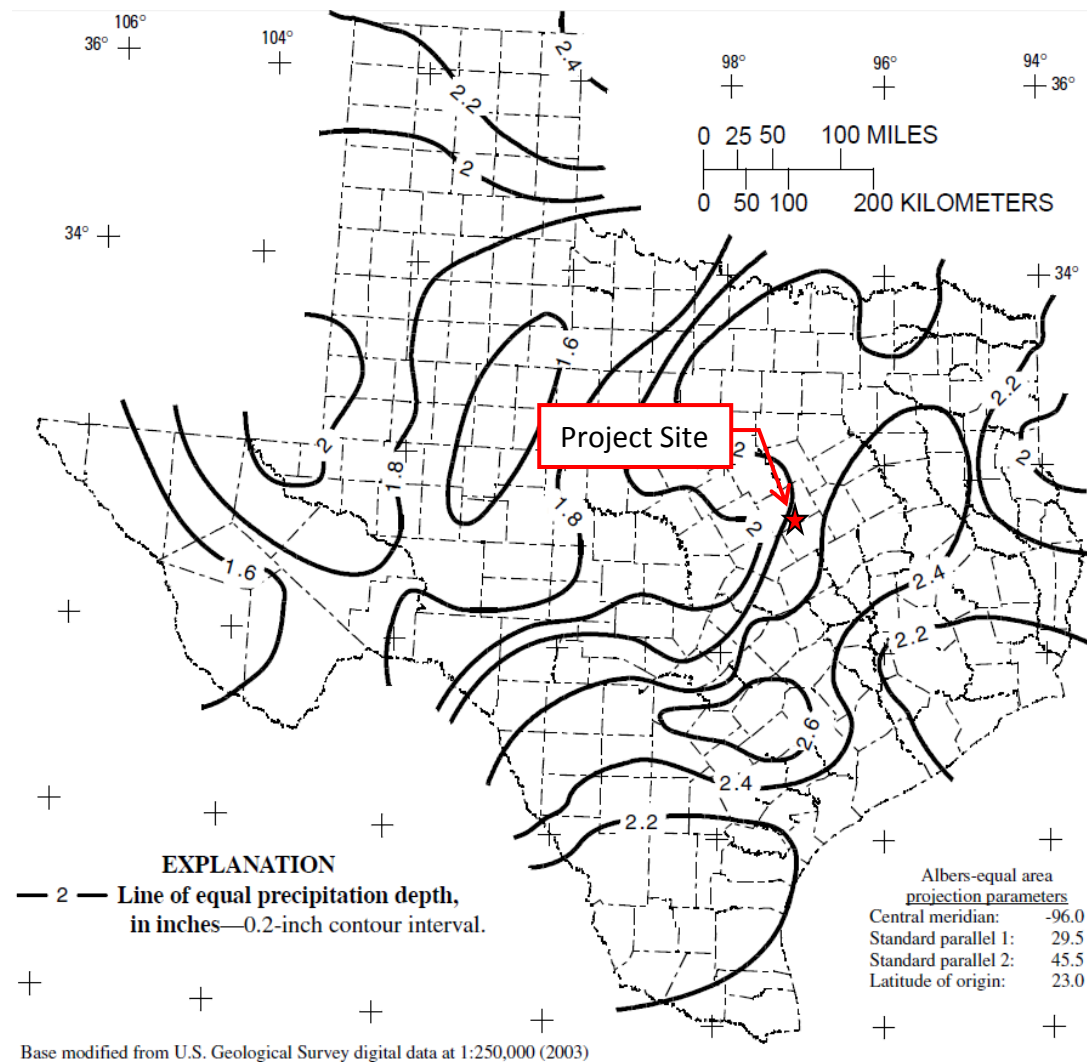 106°
36°
104°
2.4
98°
96°
94°
36°
2.2
0 25 50 100 MILES
0 50 100 200 KILOMETERS
2
34°
34°
1.6
2.2
Project Site
2
2
2
1.8
1.8
2
1.6
2.4
2.2
2.6
2.4
2.2
EXPLANATION
2 Line of equal precipitation depth,
in inches—0.2-inch contour interval.
Albers-equal area
projection parameters
Central meridian: -96.0
Standard parallel 1: 29.5
Standard parallel 2: 45.5
Latitude of origin: 23.0
Base modified from U.S. Geological Survey digital data at 1:250,000 (2003)